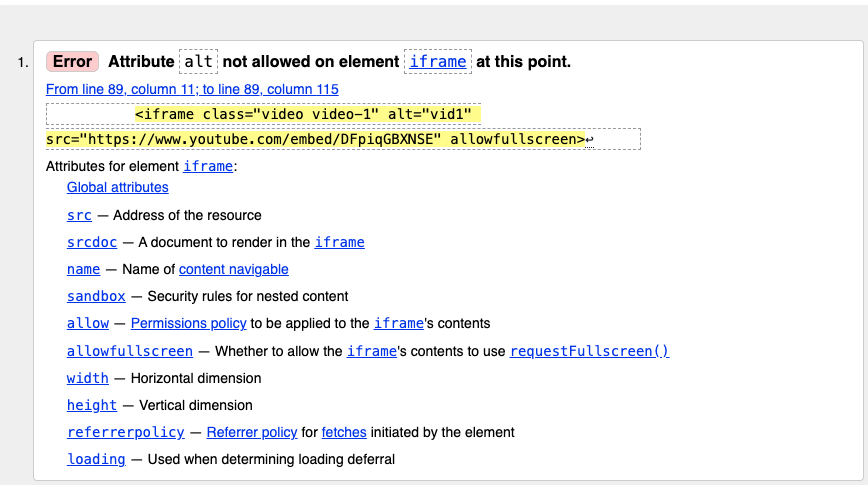 1. Error Attribute alt not allowed on element iframe at this point.
From line 89, column 11; to line 89, column 115
<iframe class="video video-1" alt="vid1"
src="https://www.youtube.com/embed/DFpiqGBXNSE" allowfullscreen>↩
Attributes for element iframe:
Global attributes
src — Address of the resource
srcdoc — A document to render in the iframe
name — Name of content navigable
sandbox — Security rules for nested content
allow — Permissions policy to be applied to the iframe's contents
allowfullscreen — Whether to allow the iframe's contents to use requestFullscreen()
width — Horizontal dimension
height — Vertical dimension
referrerpolicy — Referrer policy for fetches initiated by the element
loading — Used when determining loading deferral